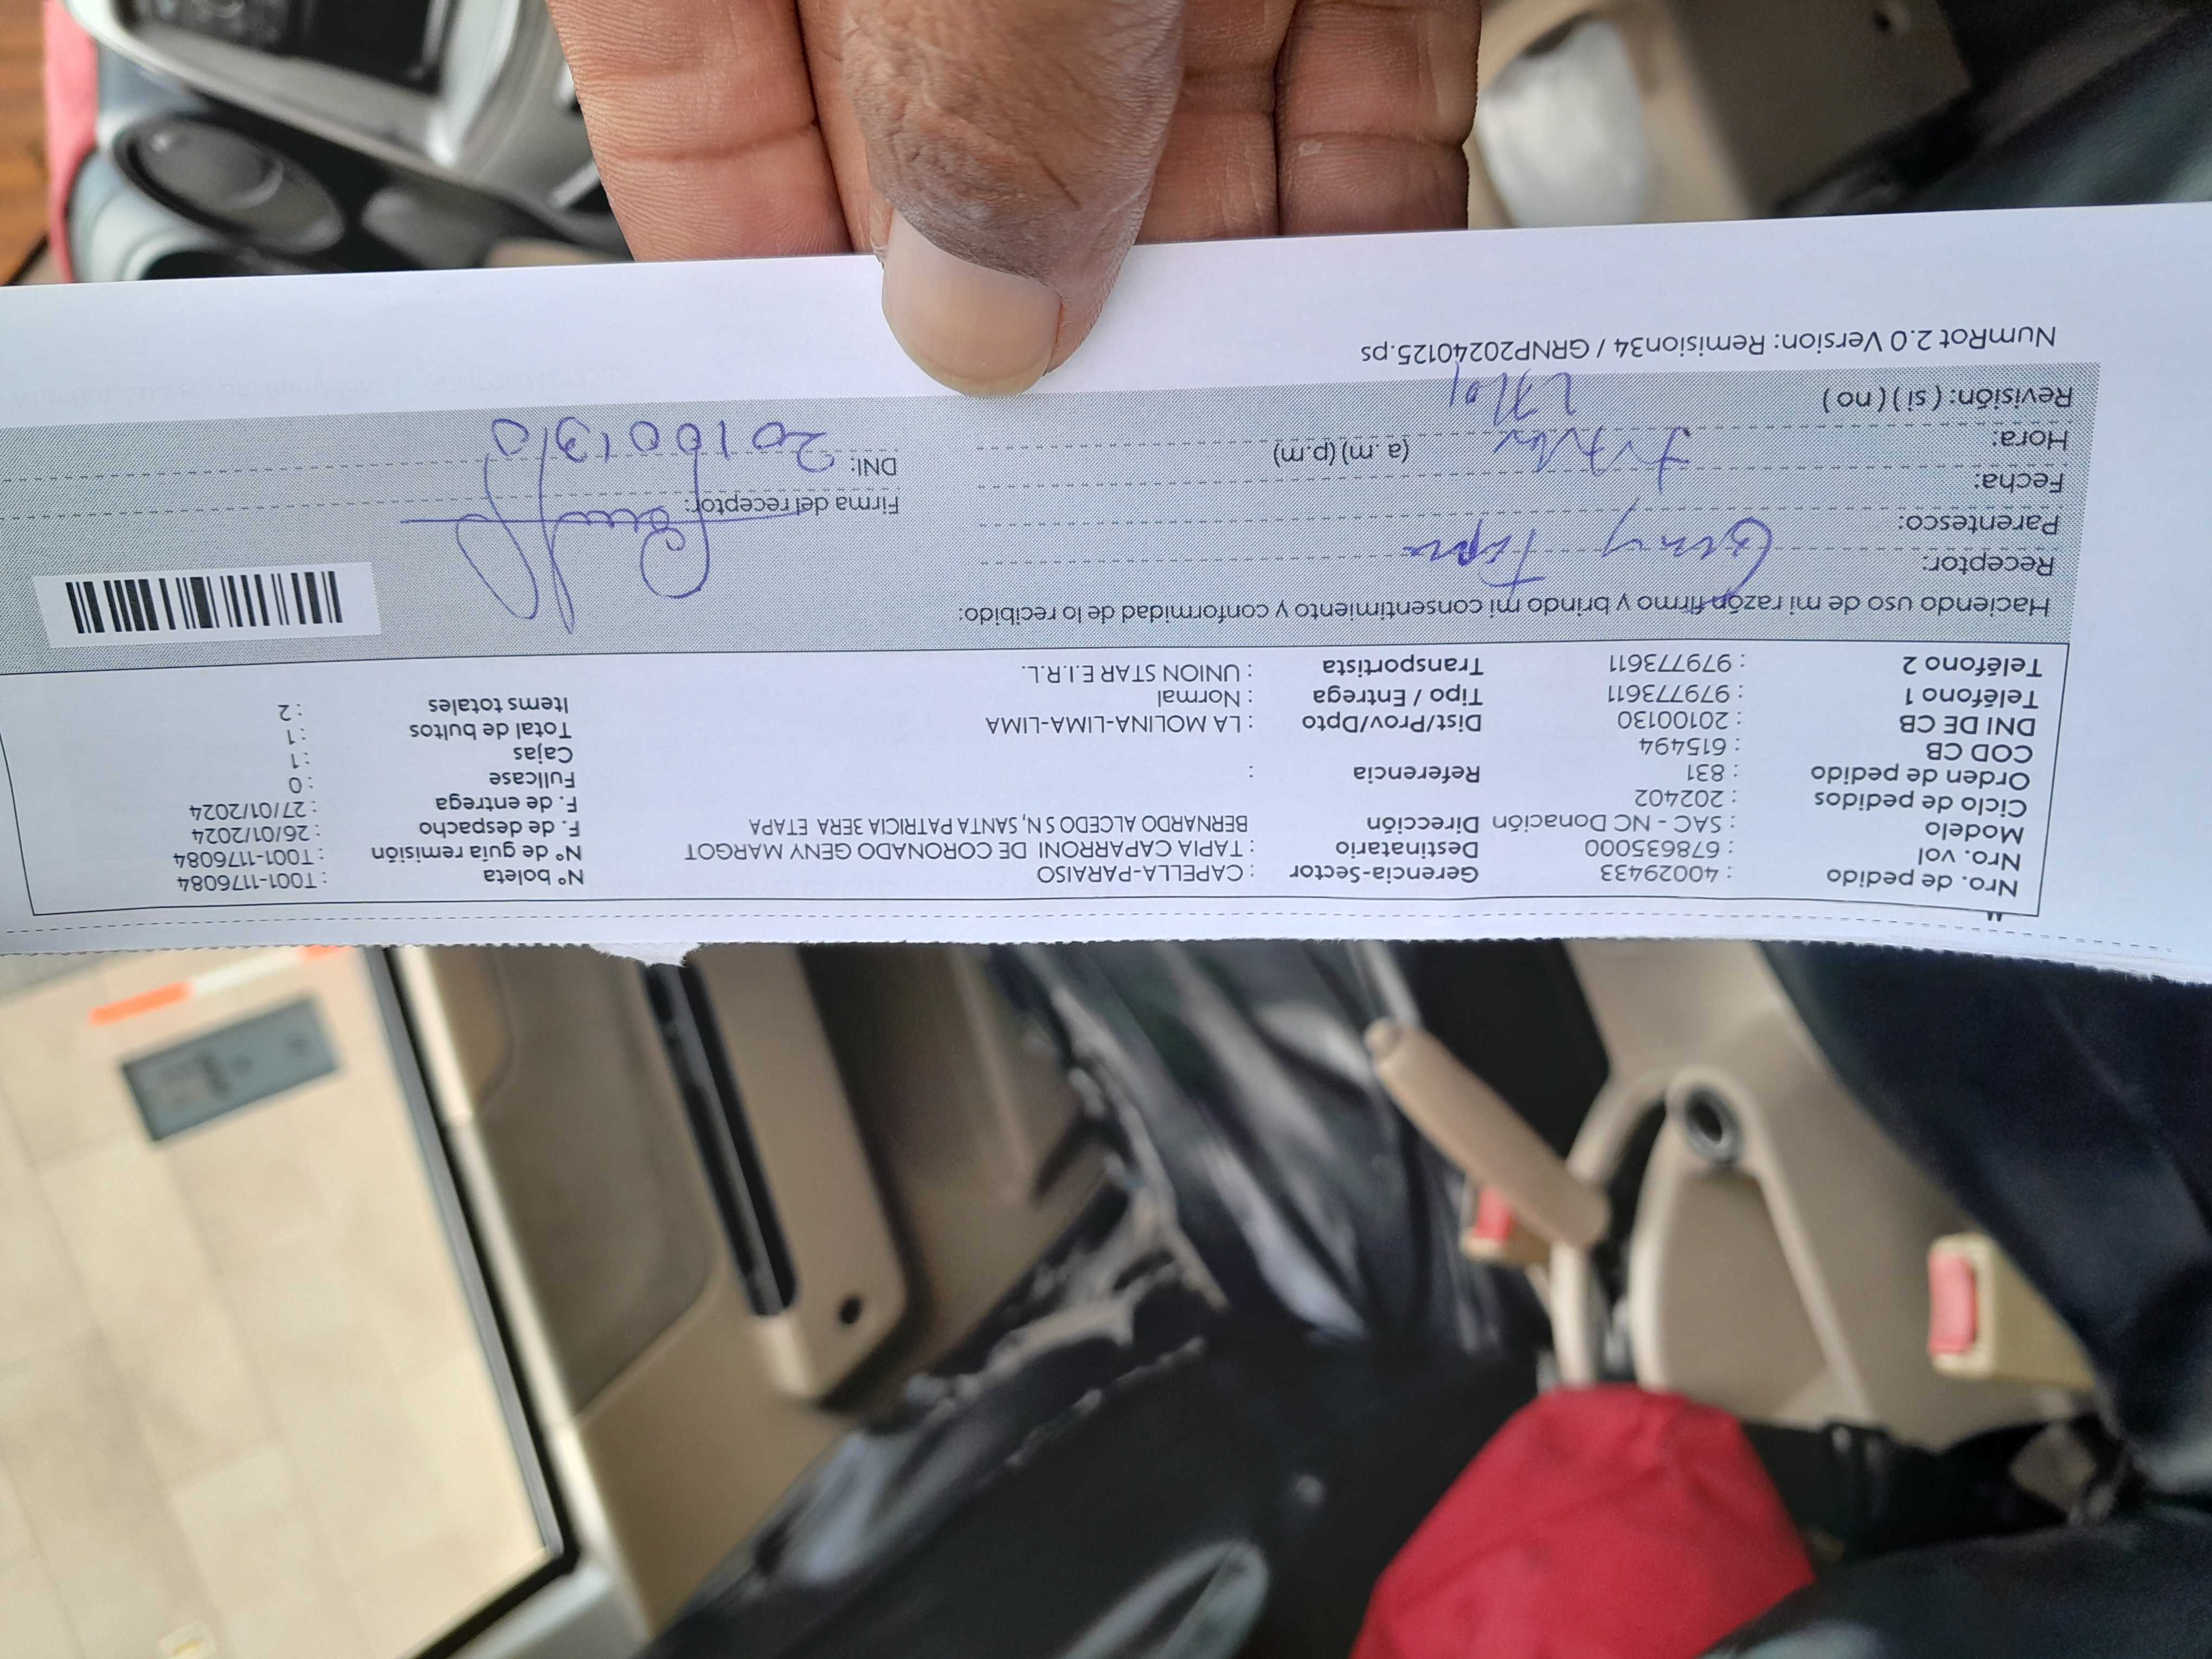 Nro. de pedido : 40029433 Gerencia-Sector : CAPELLA-PARAISO Nº boleta : T001-1176084
Nro. vol : 678635000 Destinatario : TAPIA CAPARRONI DE CORONADO GENY MARGOT Nº de guía remisión : T001-1176084
Modelo : SAC - NC Donación Dirección BERNARDO ALCEDO S N, SANTA PATRICIA 3ERA ETAPA F. de despacho : 26/01/2024
Ciclo de pedidos : 202402 F. de entrega : 27/01/2024
Orden de pedido : 831 Referencia : Fullcase : 0
COD CB : 615494 Cajas : 1
DNI DE CB : 20100130 Dist/Prov/Dpto : LA MOLINA-LIMA-LIMA Total de bultos : 1
Teléfono 1 : 979773611 Tipo / Entrega : Normal Items totales : 2
Teléfono 2 : 979773611 Transportista : UNION STAR E.I.R.L.
Haciendo uso de mi razón firmo y brindo mi consentimiento y conformidad de lo recibido:
Receptor: Geny Tapia
Parentesco:
Firma del receptor:
Fecha:
Hora: (a.m) (p.m) DNI:
Revisión: ( si ) ( no )
NumRot 2.0 Version: Remision34 / GRNP20240125.ps